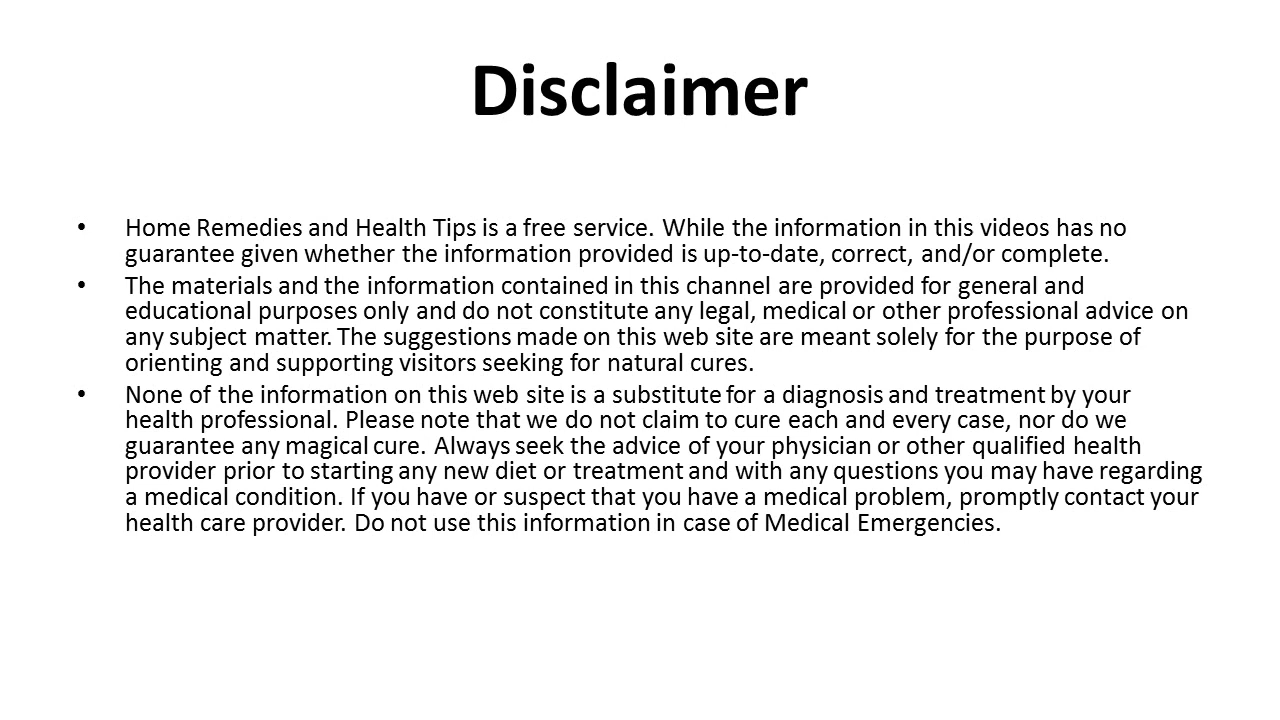 Disclaimer
• Home Remedies and Health Tips is a free service. While the information in this videos has no
guarantee given whether the information provided is up-to-date, correct, and/or complete.
• The materials and the information contained in this channel are provided for general and
educational purposes only and do not constitute any legal, medical or other professional advice on
any subject matter. The suggestions made on this web site are meant solely for the purpose of
orienting and supporting visitors seeking for natural cures.
• None of the information on this web site is a substitute for a diagnosis and treatment by your
health professional. Please note that we do not claim to cure each and every case, nor do we
guarantee any magical cure. Always seek the advice of your physician or other qualified health
provider prior to starting any new diet or treatment and with any questions you may have regarding
a medical condition. If you have or suspect that you have a medical problem, promptly contact your
health care provider. Do not use this information in case of Medical Emergencies.